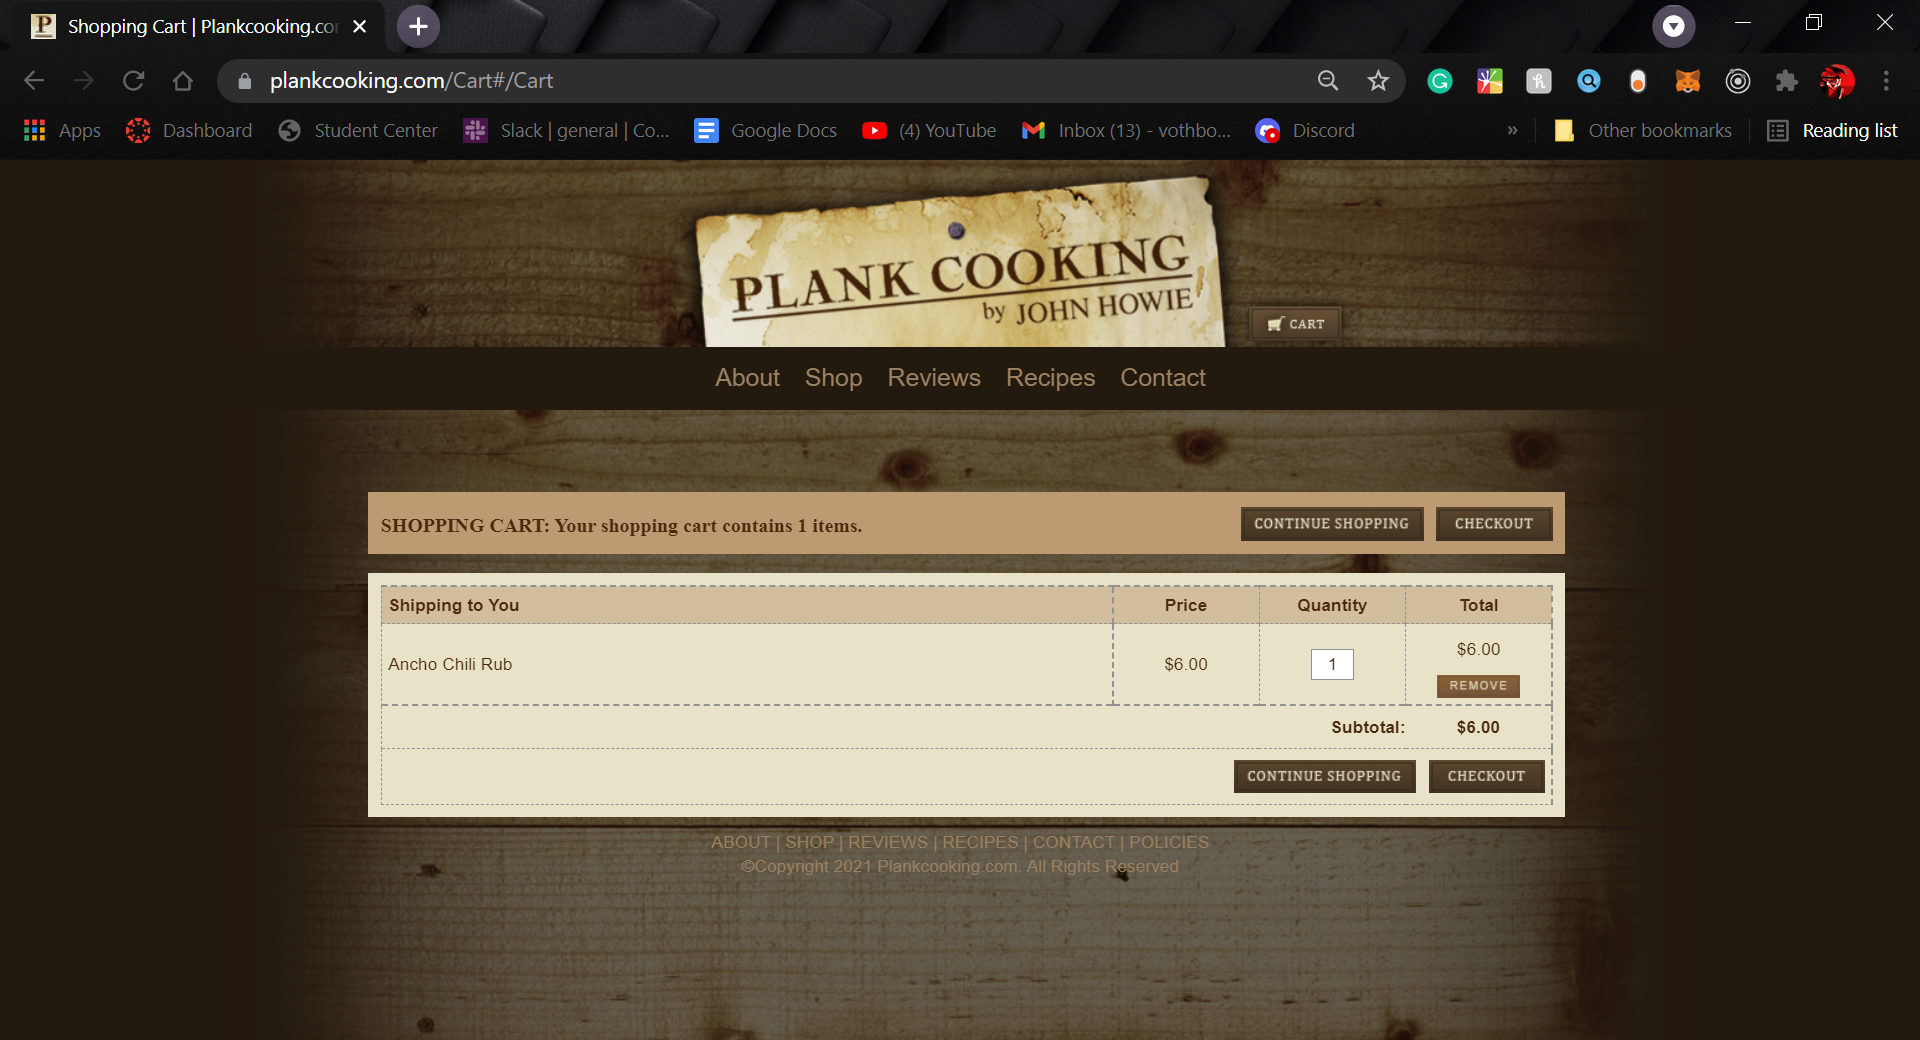 Shopping Cart | Plankcooking.co
plankcooking.com/Cart#/Cart
Apps Dashboard Student Center Slack | general | Co... Google Docs (4) YouTube Inbox (13) - vothbo... Discord » Other bookmarks Reading list
PLANK COOKING
by JOHN HOWIE
CART
About Shop Reviews Recipes Contact
SHOPPING CART: Your shopping cart contains 1 items. CONTINUE SHOPPING CHECKOUT
Shipping to You Price Quantity Total
Ancho Chili Rub $6.00 1 $6.00
REMOVE
Subtotal: $6.00
CONTINUE SHOPPING CHECKOUT
ABOUT | SHOP | REVIEWS | RECIPES | CONTACT | POLICIES
©Copyright 2021 Plankcooking.com. All Rights Reserved